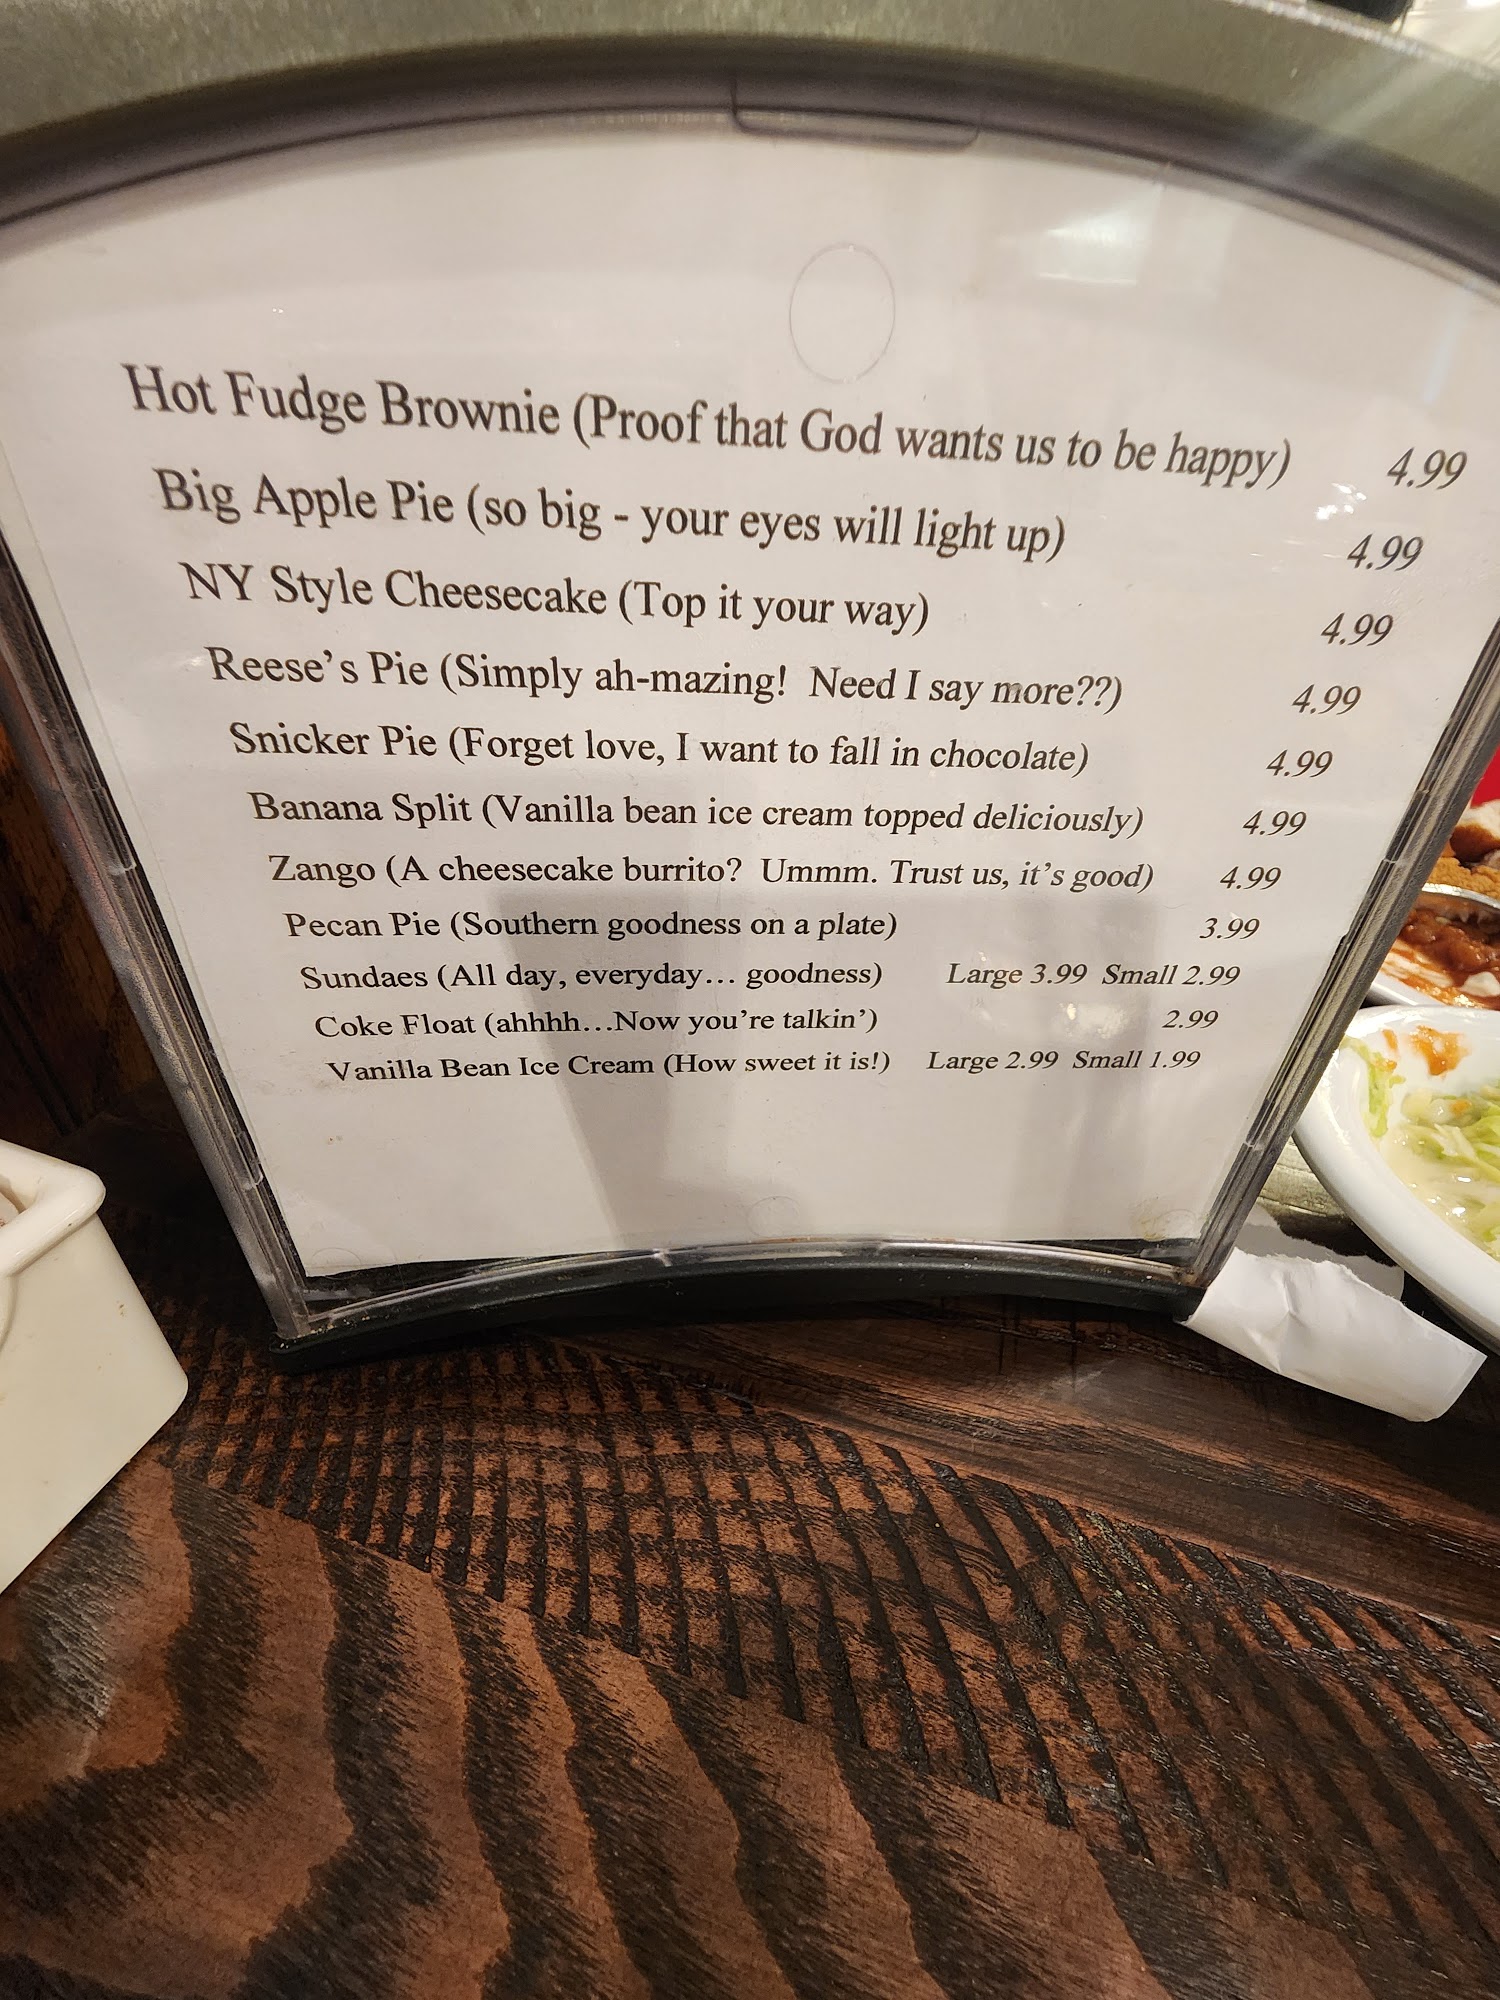 Hot Fudge Brownie (Proof that God wants us to be happy) 4.99
Big Apple Pie (so big - your eyes will light up) 4.99
NY Style Cheesecake (Top it your way) 4.99
Reese's Pie (Simply ah-mazing! Need I say more??) 4.99
Snicker Pie (Forget love, I want to fall in chocolate) 4.99
Banana Split (Vanilla bean ice cream topped deliciously) 4.99
Zango (A cheesecake burrito? Ummm. Trust us, it's good) 4.99
Pecan Pie (Southern goodness on a plate) 3.99
Sundaes (All day, everyday… goodness) Large 3.99 Small 2.99
Coke Float (ahhhh…Now you're talkin') 2.99
Vanilla Bean Ice Cream (How sweet it is!) Large 2.99 Small 1.99